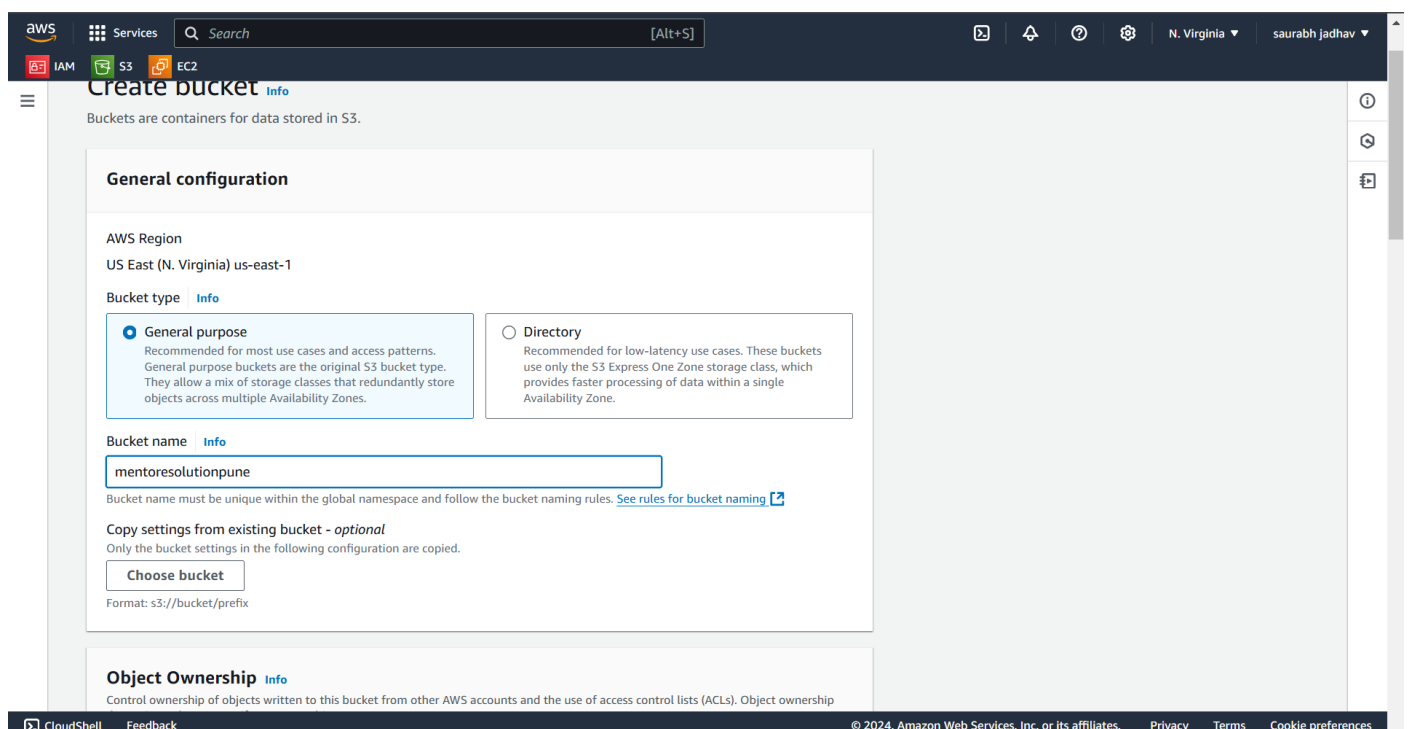 aws Services Search [Alt+S] N. Virginia ▼ saurabh jadhav ▼
IAM S3 EC2
Create bucket Info
Buckets are containers for data stored in S3.
General configuration
AWS Region
US East (N. Virginia) us-east-1
Bucket type Info
General purpose
Recommended for most use cases and access patterns.
General purpose buckets are the original S3 bucket type.
They allow a mix of storage classes that redundantly store
objects across multiple Availability Zones.
Directory
Recommended for low-latency use cases. These buckets
use only the S3 Express One Zone storage class, which
provides faster processing of data within a single
Availability Zone.
Bucket name Info
mentoresolutionpune
Bucket name must be unique within the global namespace and follow the bucket naming rules. See rules for bucket naming
Copy settings from existing bucket - optional
Only the bucket settings in the following configuration are copied.
Choose bucket
Format: s3://bucket/prefix
Object Ownership Info
Control ownership of objects written to this bucket from other AWS accounts and the use of access control lists (ACLs). Object ownership
CloudShell Feedback © 2024, Amazon Web Services, Inc. or its affiliates. Privacy Terms Cookie preferences